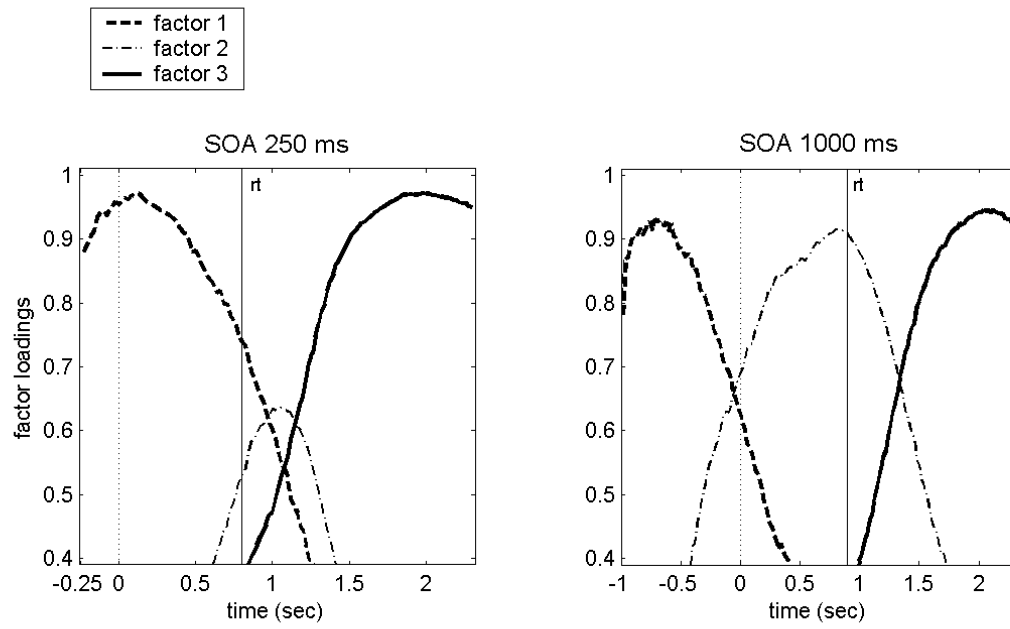 factor 1
factor 2
factor 3
SOA 250 ms
factor loadings
1
0.9
0.8
0.7
0.6
0.5
0.4
rt
-0.25 0 0.5 1 1.5 2
time (sec)
SOA 1000 ms
1
0.9
0.8
0.7
0.6
0.5
0.4
rt
-1 -0.5 0 0.5 1 1.5 2
time (sec)